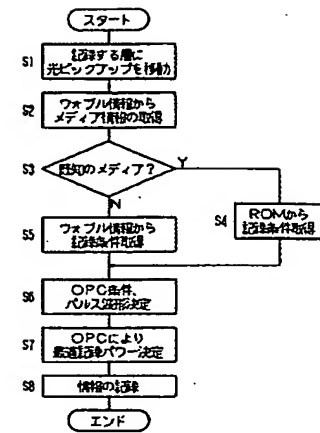 スタート
S1
記録する層に
光ピックアップを移動
S2
ウォブル情報から
メディア情報の取得
S3
既知のメディア?
Y
N
S4
ROMから
記録条件取得
S5
ウォブル情報から
記録条件取得
S6
OPC条件、
パルス波形決定
S7
OPCにより
最適記録パワー決定
S8
情報の記録
エンド